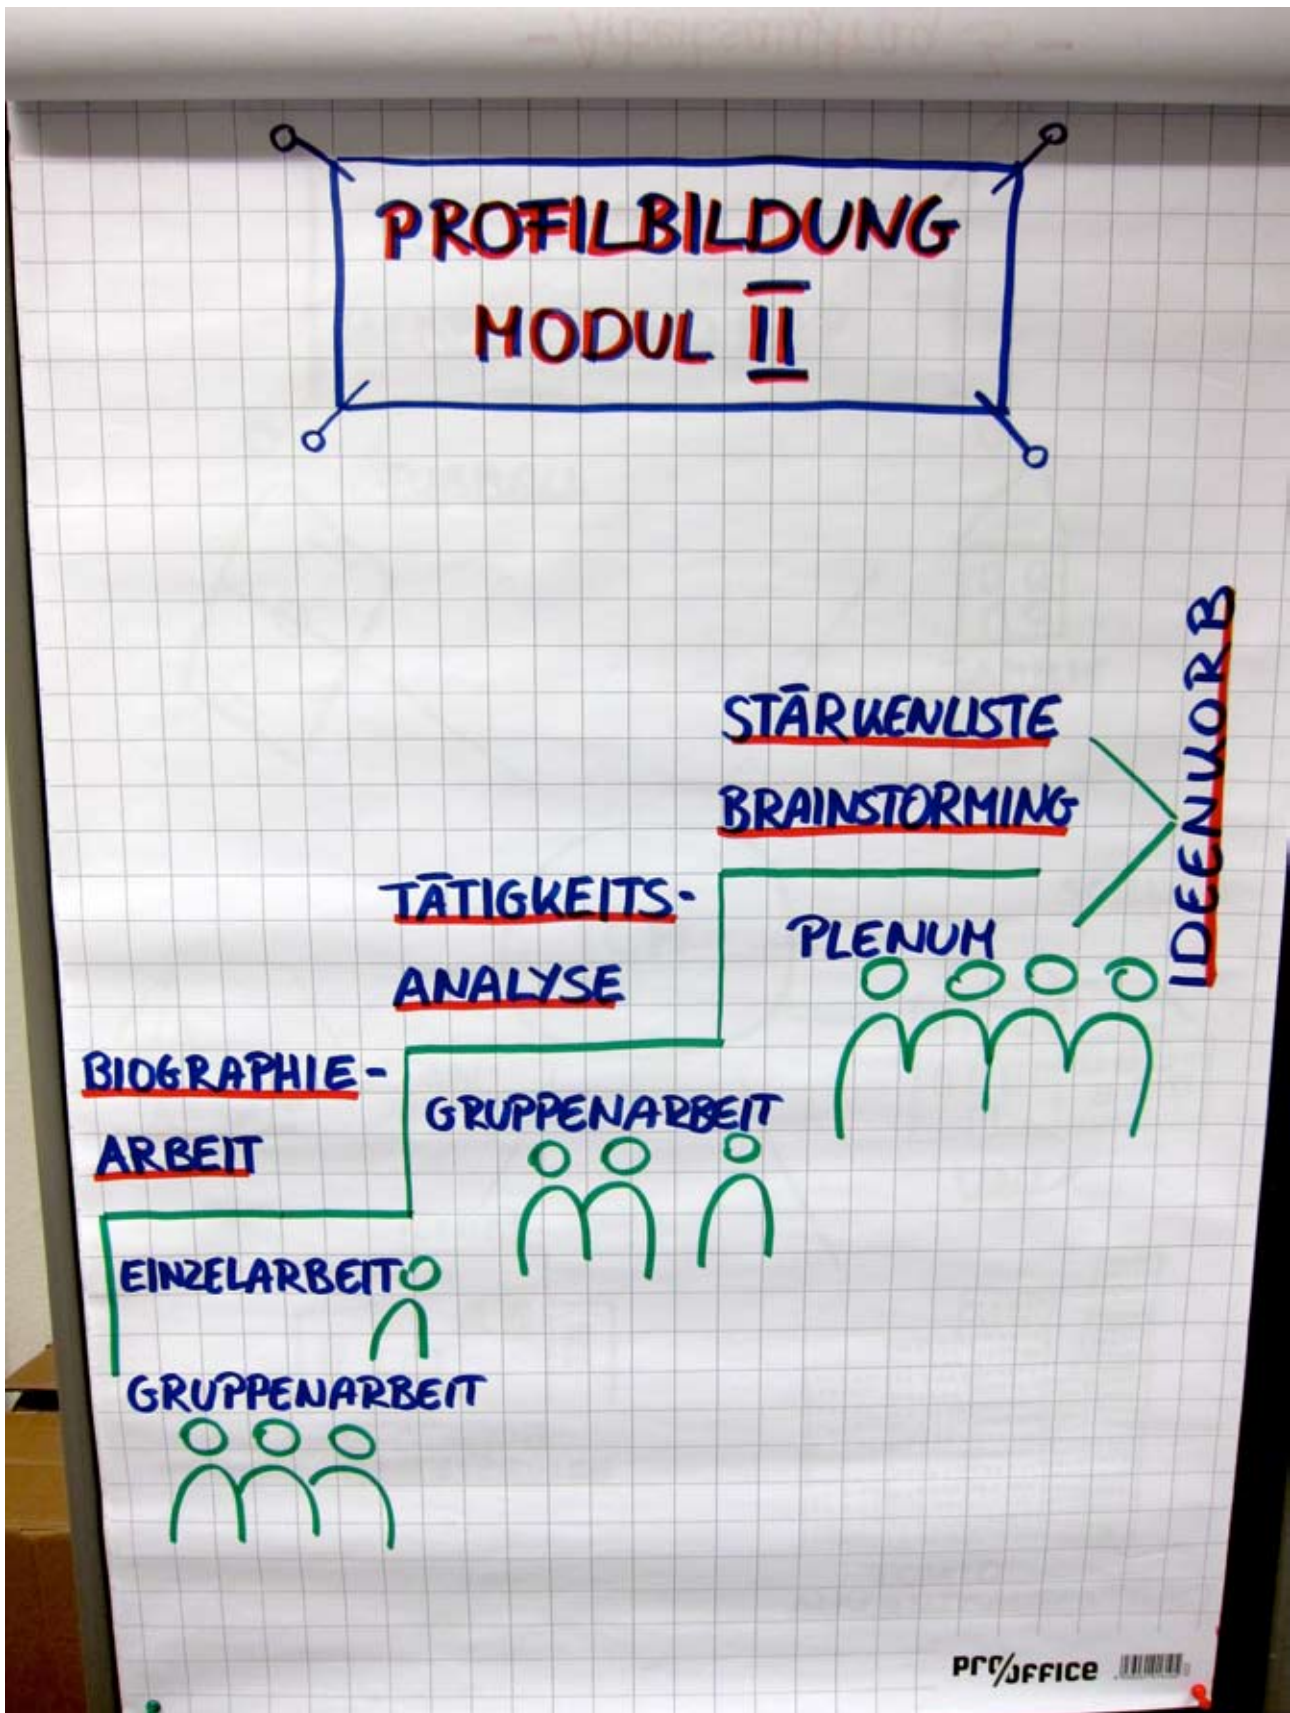 PROFILBILDUNG
MODUL II
STÄRKENLISTE
BRAINSTORMING
IDEENKORB
TÄTIGKEITS-
ANALYSE
PLENUM
BIOGRAPHIE-
ARBEIT
GRUPPENARBEIT
EINZELARBEIT
GRUPPENARBEIT
pro/office